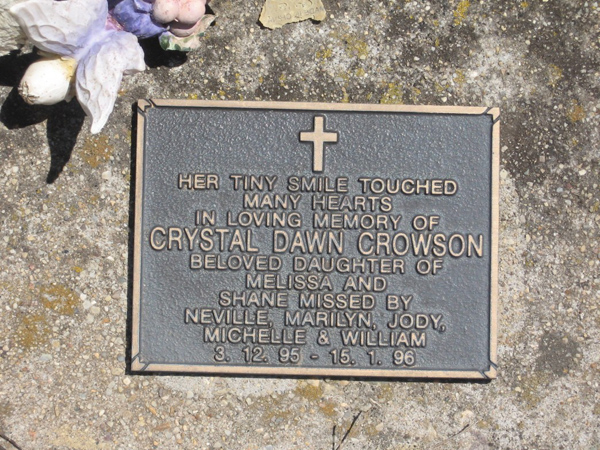 HER TINY SMILE TOUCHED
MANY HEARTS
IN LOVING MEMORY OF
CRYSTAL DAWN CROWSON
BELOVED DAUGHTER OF
MELISSA AND
SHANE MISSED BY
NEVILLE, MARILYN, JODY,
MICHELLE & WILLIAM
3. 12. 95 - 15. 1. 96